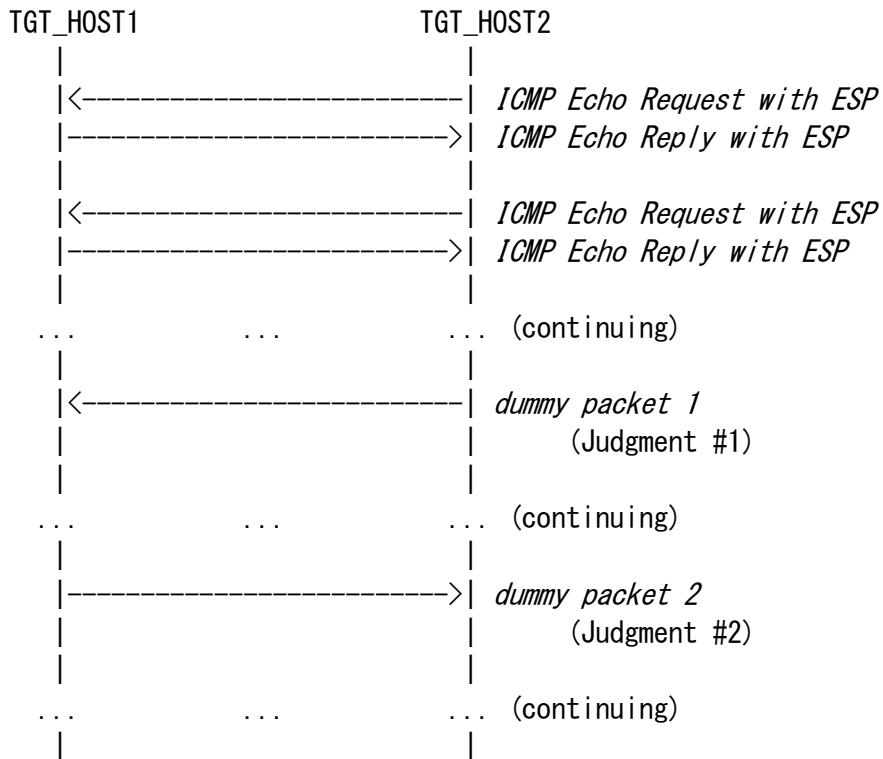 TGT_HOST1 TGT_HOST2
ICMP Echo Request with ESP
ICMP Echo Reply with ESP
ICMP Echo Request with ESP
ICMP Echo Reply with ESP
... ... ... (continuing)
dummy packet 1
(Judgment #1)
... ... ... (continuing)
dummy packet 2
(Judgment #2)
... ... ... (continuing)